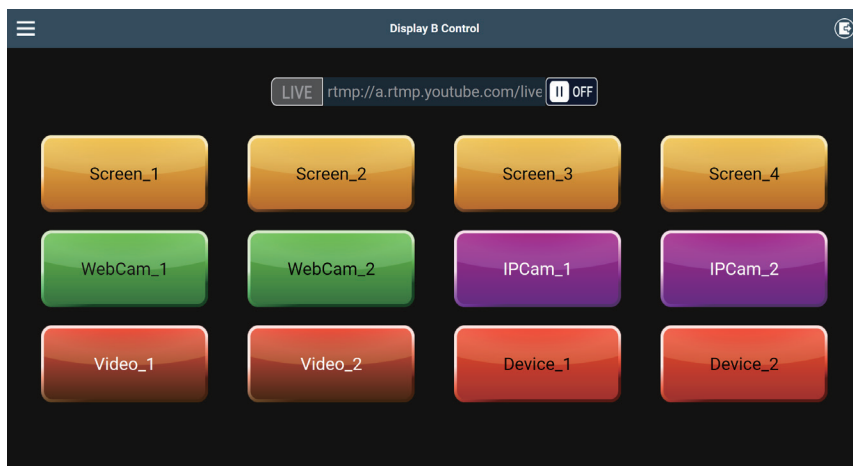 Display B Control
LIVE rtmp://a.rtmp.youtube.com/live OFF
Screen_1 Screen_2 Screen_3 Screen_4
WebCam_1 WebCam_2 IPCam_1 IPCam_2
Video_1 Video_2 Device_1 Device_2